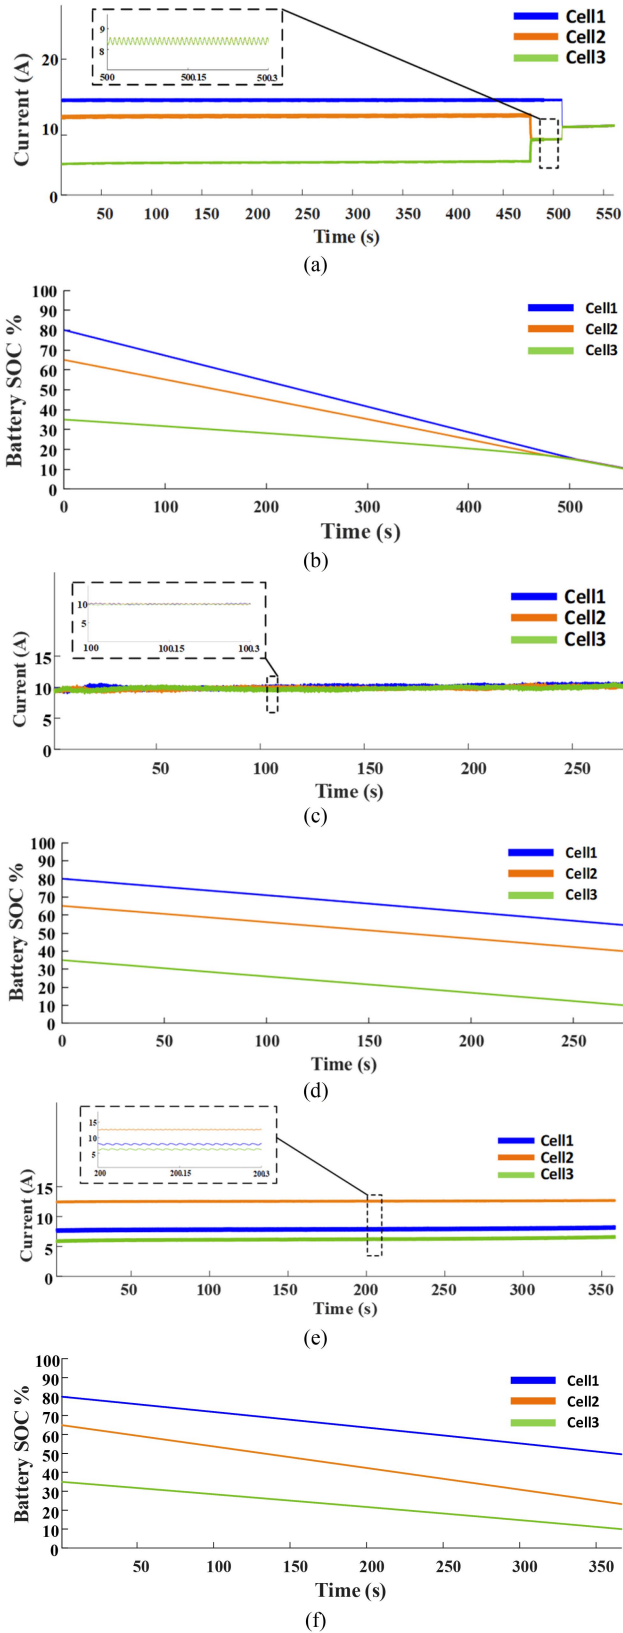 Cell1
Cell2
Cell3
9
8
500 500.15 500.3
20
10
0
Current (A)
50 100 150 200 250 300 350 400 450 500 550
Time (s)
(a)
100
90
80
70
60
50
40
30
20
10
0
Battery SOC %
Cell1
Cell2
Cell3
0 100 200 300 400 500
Time (s)
(b)
10
5
100 100.15 100.3
Cell1
Cell2
Cell3
15
10
5
0
Current (A)
50 100 150 200 250
Time (s)
(c)
100
90
80
70
60
50
40
30
20
10
0
Battery SOC %
Cell1
Cell2
Cell3
0 50 100 150 200 250
Time (s)
(d)
15
10
5
200 200.15 200.3
Cell1
Cell2
Cell3
15
10
5
0
Current (A)
50 100 150 200 250 300 350
Time (s)
(e)
100
90
80
70
60
50
40
30
20
10
0
Battery SOC %
Cell1
Cell2
Cell3
50 100 150 200 250 300 350
Time (s)
(f)